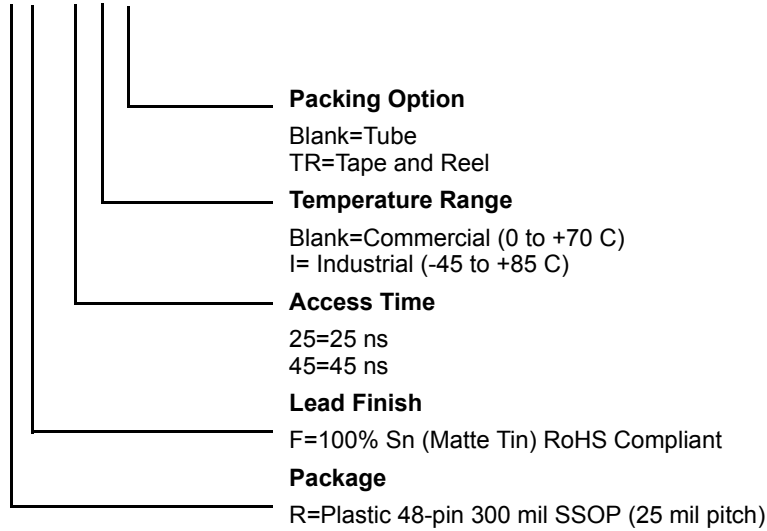 Packing Option
Blank=Tube
TR=Tape and Reel
Temperature Range
Blank=Commercial (0 to +70 C)
I= Industrial (-45 to +85 C)
Access Time
25=25 ns
45=45 ns
Lead Finish
F=100% Sn (Matte Tin) RoHS Compliant
Package
R=Plastic 48-pin 300 mil SSOP (25 mil pitch)